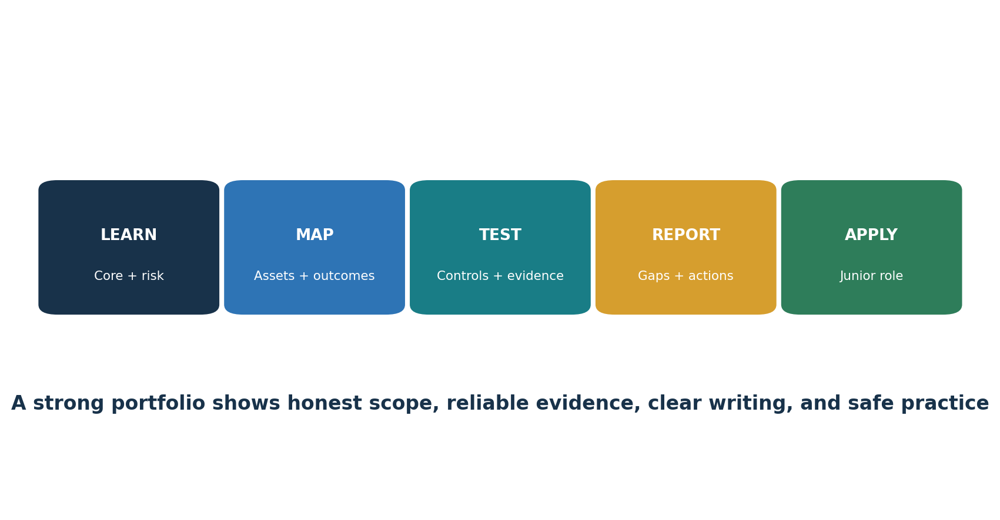 LEARN
Core + risk
MAP
Assets + outcomes
TEST
Controls + evidence
REPORT
Gaps + actions
APPLY
Junior role
A strong portfolio shows honest scope, reliable evidence, clear writing, and safe practice